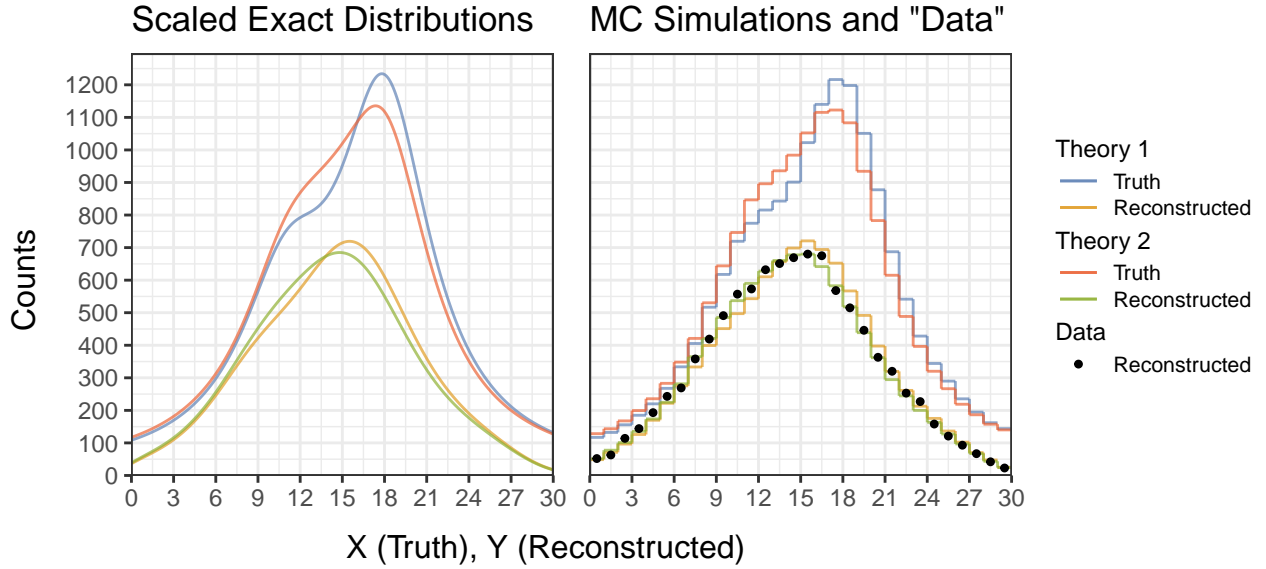 Scaled Exact Distributions
MC Simulations and "Data"
Counts
1200
1100
1000
900
800
700
600
500
400
300
200
100
0
0 3 6 9 12 15 18 21 24 27 30
0 3 6 9 12 15 18 21 24 27 30
X (Truth), Y (Reconstructed)
Theory 1
Truth
Reconstructed
Theory 2
Truth
Reconstructed
Data
Reconstructed